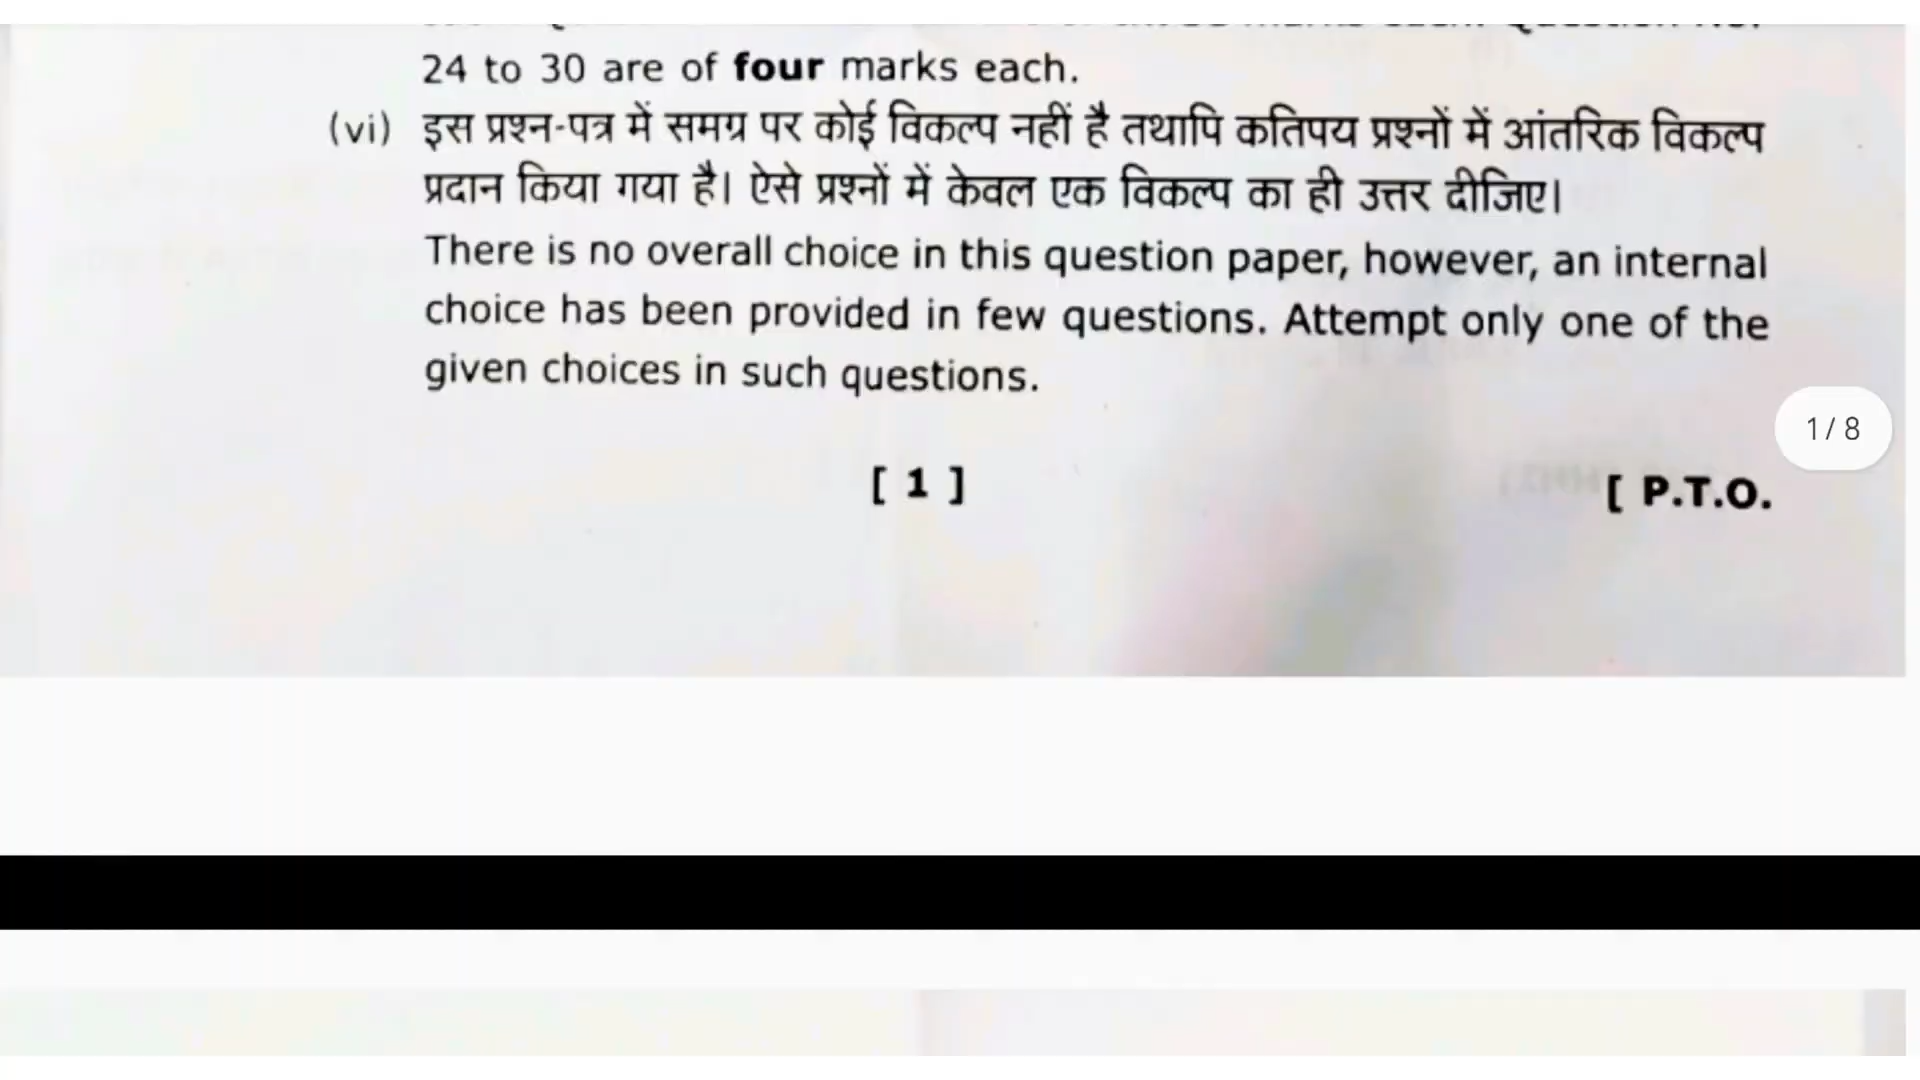 24 to 30 are of four marks each.
(vi) इस प्रश्न-पत्र में समग्र पर कोई विकल्प नहीं है तथापि कतिपय प्रश्नों में आंतरिक विकल्प
प्रदान किया गया है। ऐसे प्रश्नों में केवल एक विकल्प का ही उत्तर दीजिए।
There is no overall choice in this question paper, however, an internal
choice has been provided in few questions. Attempt only one of the
given choices in such questions.
1/8
[ 1 ]
[ P.T.O.